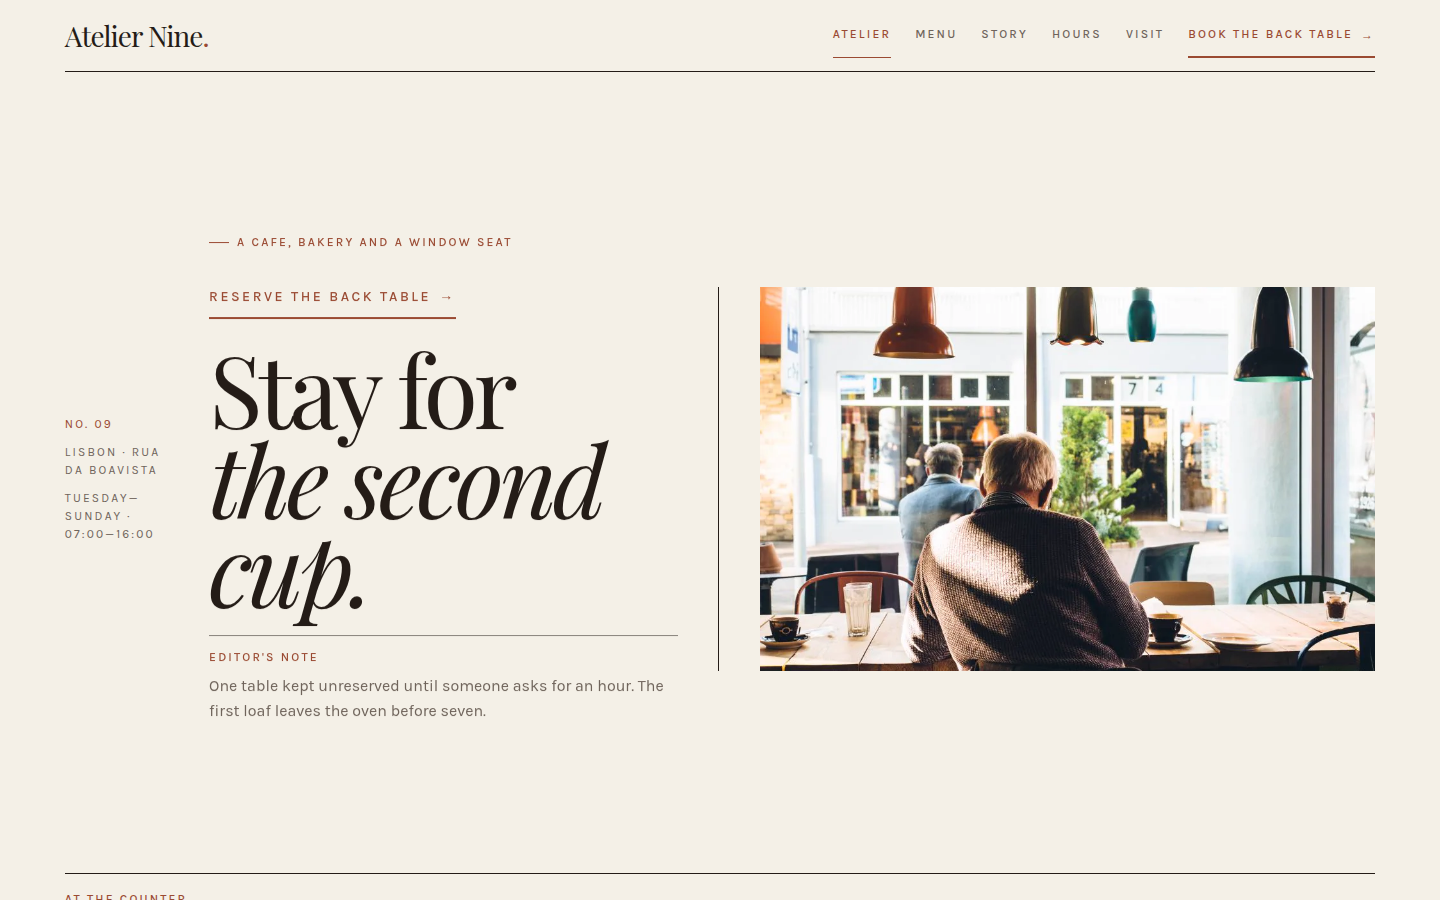 Atelier Nine.
ATELIER MENU STORY HOURS VISIT BOOK THE BACK TABLE →
— A CAFE, BAKERY AND A WINDOW SEAT
RESERVE THE BACK TABLE →
Stay for
the second
cup.
NO. 09
LISBON · RUA
DA BOAVISTA
TUESDAY—
SUNDAY ·
07:00—16:00
EDITOR'S NOTE
One table kept unreserved until someone asks for an hour. The
first loaf leaves the oven before seven.
7 4
AT THE COUNTER